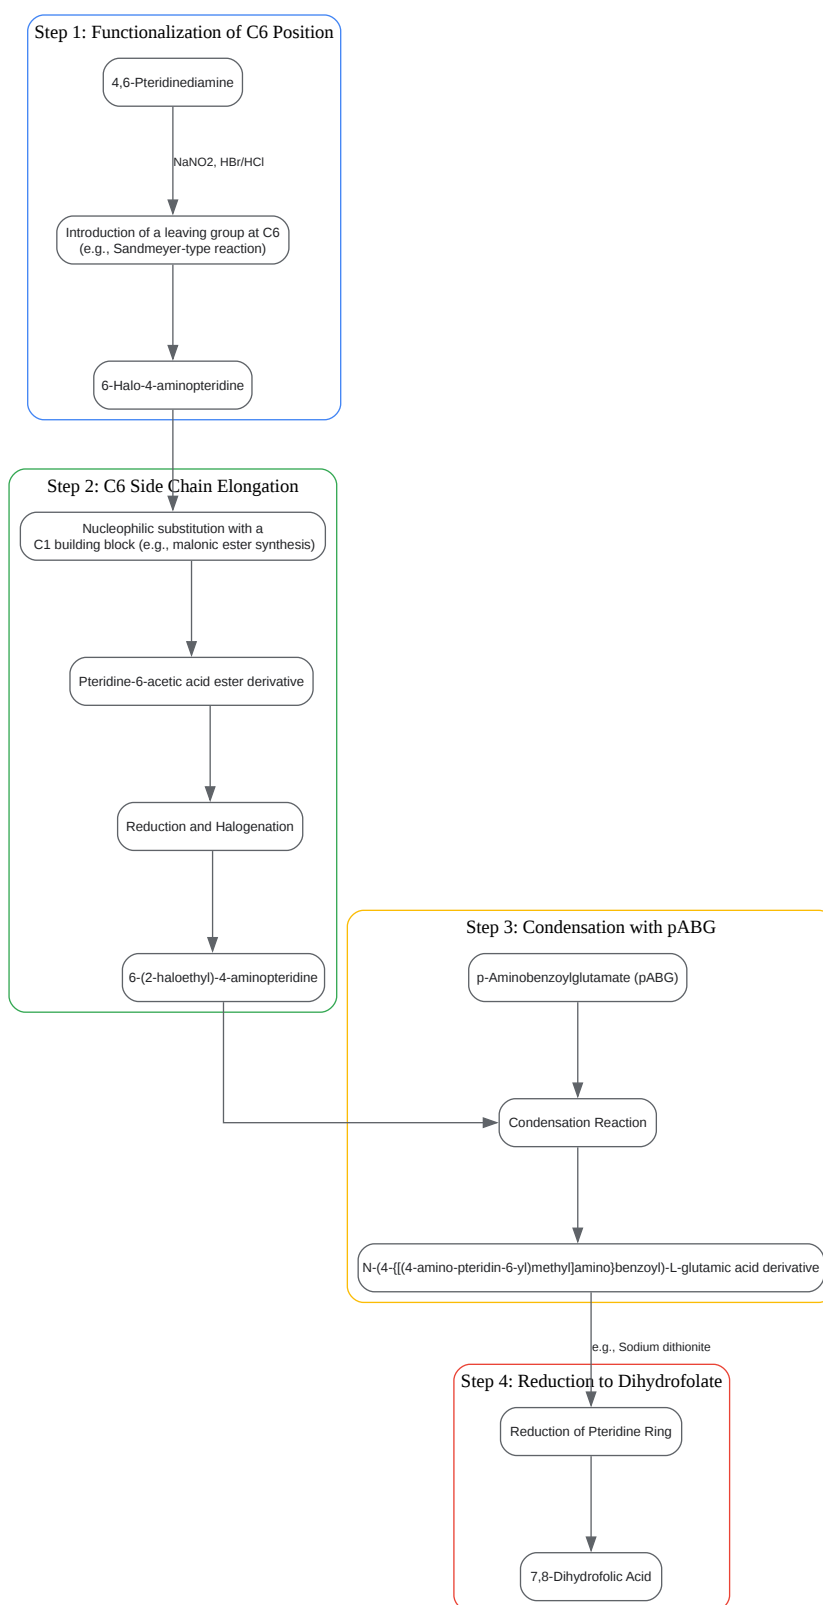 Step 1: Functionalization of C6 Position
4,6-Pteridinediamine
NaNO2, HBr/HCl
Introduction of a leaving group at C6
(e.g., Sandmeyer-type reaction)
6-Halo-4-aminopteridine
Step 2: C6 Side Chain Elongation
Nucleophilic substitution with a
C1 building block (e.g., malonic ester synthesis)
Pteridine-6-acetic acid ester derivative
Reduction and Halogenation
6-(2-haloethyl)-4-aminopteridine
Step 3: Condensation with pABG
p-Aminobenzoylglutamate (pABG)
Condensation Reaction
N-(4-{[(4-amino-pteridin-6-yl)methyl]amino}benzoyl)-L-glutamic acid derivative
e.g., Sodium dithionite
Step 4: Reduction to Dihydrofolate
Reduction of Pteridine Ring
7,8-Dihydrofolic Acid